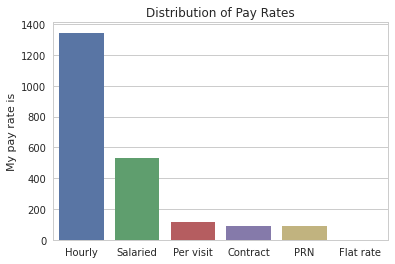 Distribution of Pay Rates
My pay rate is
1400
1200
1000
800
600
400
200
0
Hourly Salaried Per visit Contract PRN Flat rate